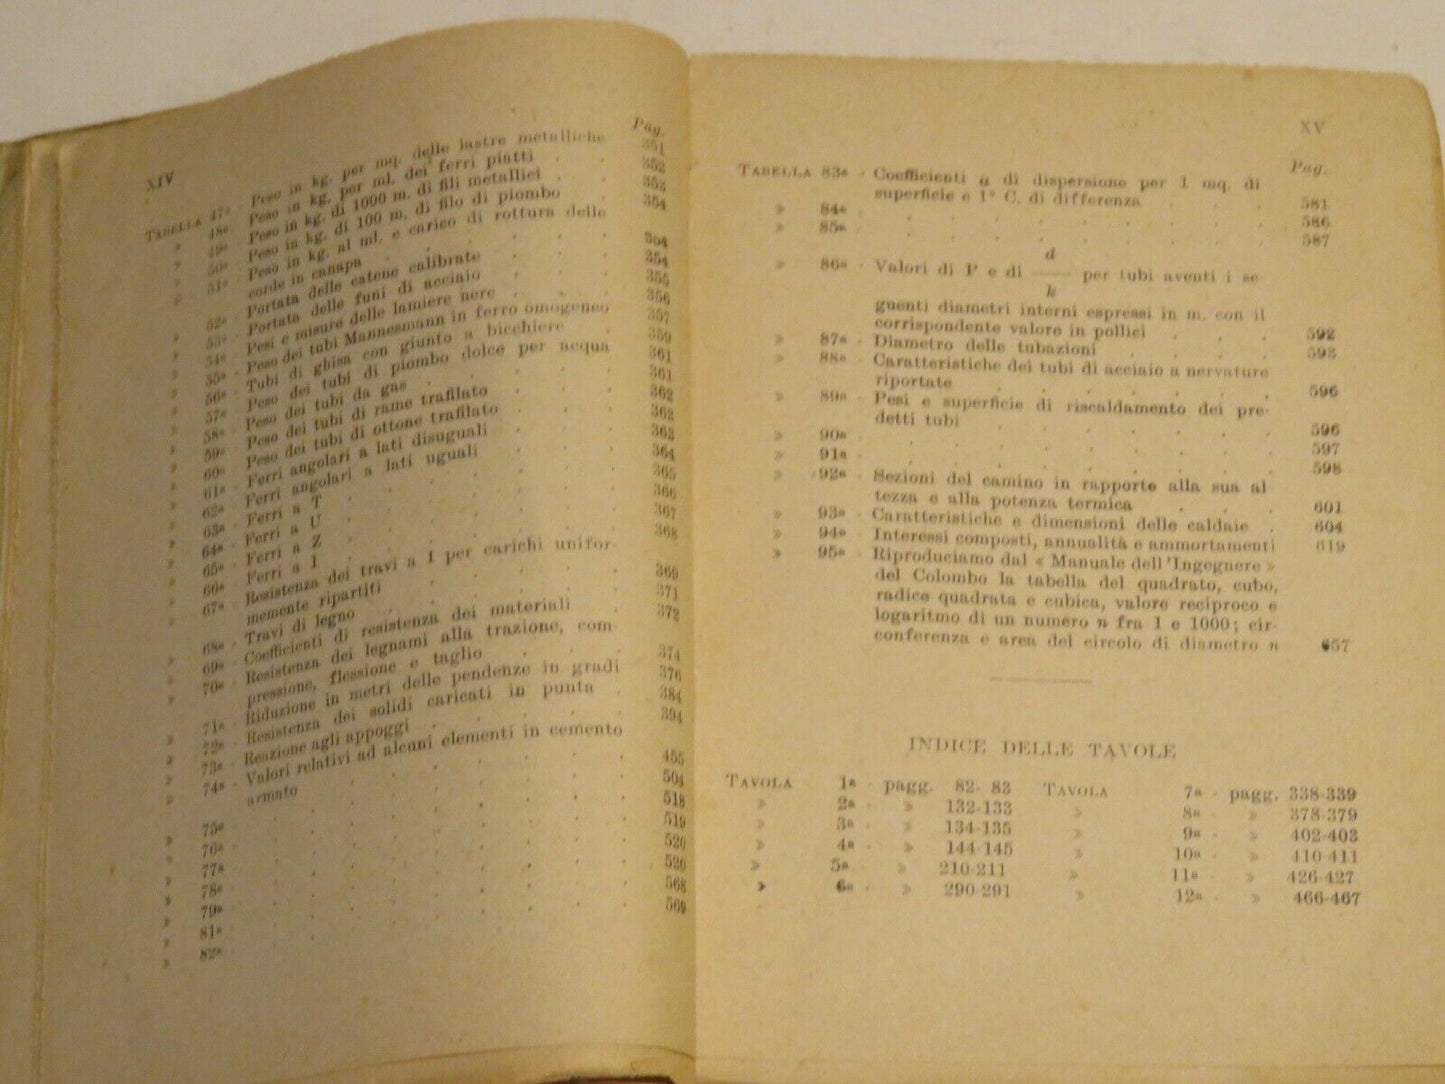 XIV
Pag.
TABELLA 47ª - Peso in kg. per mq. delle lastre metalliche 351
» 48ª - Peso in kg. per ml. dei ferri piatti . . 352
» 49ª - Peso in kg. di 1000 m. di fili metallici . . 353
» 50ª - Peso in kg. di 100 m. di filo di piombo . 354
» 51ª - Peso in kg. al ml. e carico di rottura delle
corde in canapa . . . . . 354
» 52ª - Portata delle catene calibrate . . . 354
» 53ª - Portata delle funi di acciaio . . . 355
» 54ª - Pesi e misure delle lamiere nere . . . 356
» 55ª - Peso dei tubi Mannesmann in ferro omogeneo 357
» 56ª - Tubi di ghisa con giunto a bicchiere . 359
» 57ª - Peso dei tubi di piombo dolce per acqua 361
» 58ª - Peso dei tubi da gas . . . . 361
» 59ª - Peso dei tubi di rame trafilato . . . 362
» 60ª - Peso dei tubi di ottone trafilato . . . 362
» 61ª - Ferri angolari a lati disuguali . . . 363
» 62ª - Ferri angolari a lati uguali . . . 364
» 63ª - Ferri a T . . . . . 365
» 64ª - Ferri a U . . . . . 366
» 65ª - Ferri a Z . . . . . 367
» 66ª - Ferri a I . . . . . 368
» 67ª - Resistenza dei travi a I per carichi unifor-
memente ripartiti . . . . 369
» 68ª - Travi di legno . . . . . 371
» 69ª - Coefficienti di resistenza dei materiali . 372
» 70ª - Resistenza dei legnami alla trazione, com-
pressione, flessione e taglio . . . 374
» 71ª - Riduzione in metri delle pendenze in gradi 376
» 72ª - Resistenza dei solidi caricati in punta . 384
» 73ª - Reazione agli appoggi . . . . 394
» 74ª - Valori relativi ad alcuni elementi in cemento
armato . . . . . . 455
» 75ª - . . . . . . 504
» 76ª - . . . . . . 518
» 77ª - . . . . . . 519
» 78ª - . . . . . . 520
» 79ª - . . . . . . 526
» 81ª . . . . . . 568
» 82ª . . . . . . 569
XV
Pag.
TABELLA 83ª - Coefficienti a di dispersione per 1 mq. di
superficie e 1° C. di differenza . . . 581
» 84ª - . . . . . . 586
» 85ª - . . . . . . 587
» 86ª - Valori di P e di d/k per tubi aventi i se-
guenti diametri interni espressi in m. con il
corrispondente valore in pollici . . . 592
» 87ª - Diametro delle tubazioni . . . . 593
» 88ª - Caratteristiche dei tubi di acciaio a nervature
riportate . . . . . . 596
» 89ª - Pesi e superficie di riscaldamento dei pre-
detti tubi . . . . . . 596
» 90ª - . . . . . . 597
» 91ª - . . . . . . 598
» 92ª - Sezioni del camino in rapporto alla sua al-
tezza e alla potenza termica . . . 601
» 93ª - Caratteristiche e dimensioni delle caldaie . 604
» 94ª - Interessi composti, annualità e ammortamenti 619
» 95ª - Riproduciamo dal « Manuale dell'Ingegnere »
del Colombo la tabella del quadrato, cubo,
radice quadrata e cubica, valore reciproco e
logaritmo di un numero n fra 1 e 1000; cir-
conferenza e area del circolo di diametro n 657
INDICE DELLE TAVOLE
TAVOLA 1ª - pagg. 82- 83 TAVOLA 7ª - pagg. 338-339
» 2ª - » 132-133 » 8ª - » 378-379
» 3ª - » 134-135 » 9ª - » 402-403
» 4ª - » 144-145 » 10ª - » 410-411
» 5ª - » 210-211 » 11ª - » 426-427
» 6ª - » 290-291 » 12ª - » 466-467